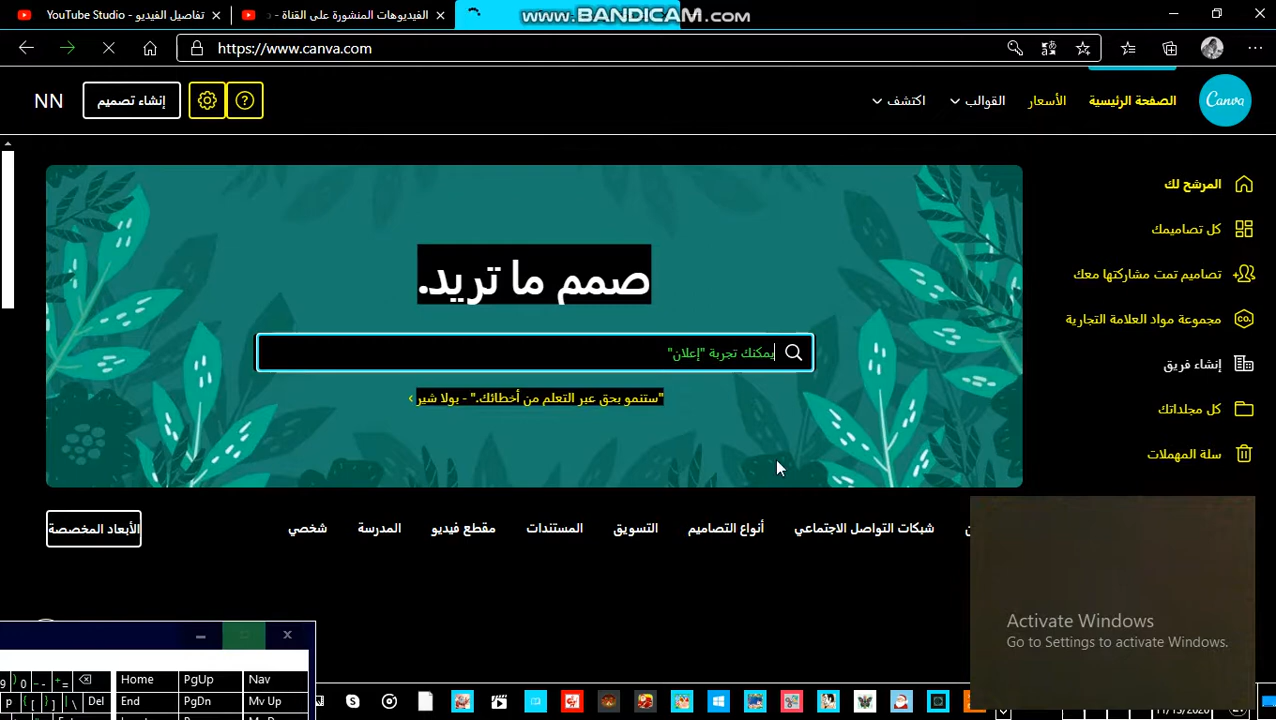 تفاصيل الفيديو - YouTube Studio
الفيديوهات المنشورة على القناة -
www.BANDICAM.com
https://www.canva.com
Canva
الصفحة الرئيسية
الأسعار
القوالب
اكتشف
إنشاء تصميم
NN
المرشح لك
كل تصاميمك
تصاميم تمت مشاركتها معك
مجموعة مواد العلامة التجارية
CO.
إنشاء فريق
كل مجلداتك
سلة المهملات
صمم ما تريد.
يمكنك تجربة "إعلان"
"ستنمو بحق عبر التعلم من أخطائك." - بولا شير
شبكات التواصل الاجتماعي
أنواع التصاميم
التسويق
المستندات
مقطع فيديو
المدرسة
شخصي
الأبعاد المخصصة
Activate Windows
Go to Settings to activate Windows.
9 ) 0 _ - + =
Home PgUp Nav
p { [ } ] | \ Del End PgDn Mv Up